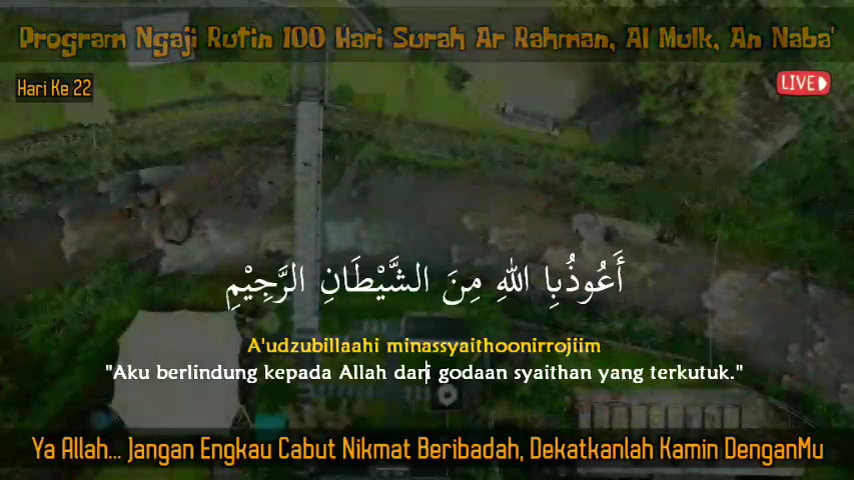 Program Ngaji Rutin 100 Hari Surah Ar Rahman, Al Mulk, An Naba'
Hari Ke 22
LIVE
أَعُوذُبِا اللهِ مِنَ الشَّيْطَانِ الرَّجِيْمِ
A'udzubillaahi minassyaithoonirrojiim
"Aku berlindung kepada Allah dari godaan syaithan yang terkutuk."
Ya Allah... Jangan Engkau Cabut Nikmat Beribadah, Dekatkanlah Kamin DenganMu